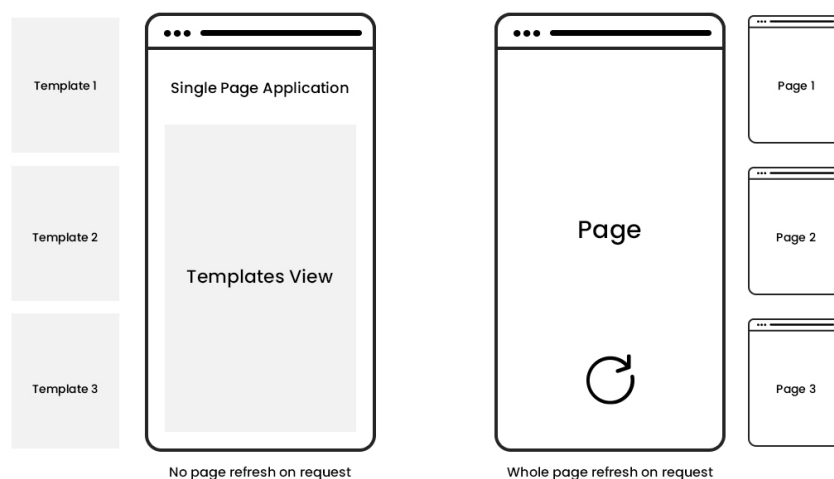 Template 1
Template 2
Template 3
Single Page Application
Templates View
No page refresh on request
Page
Whole page refresh on request
Page 1
Page 2
Page 3